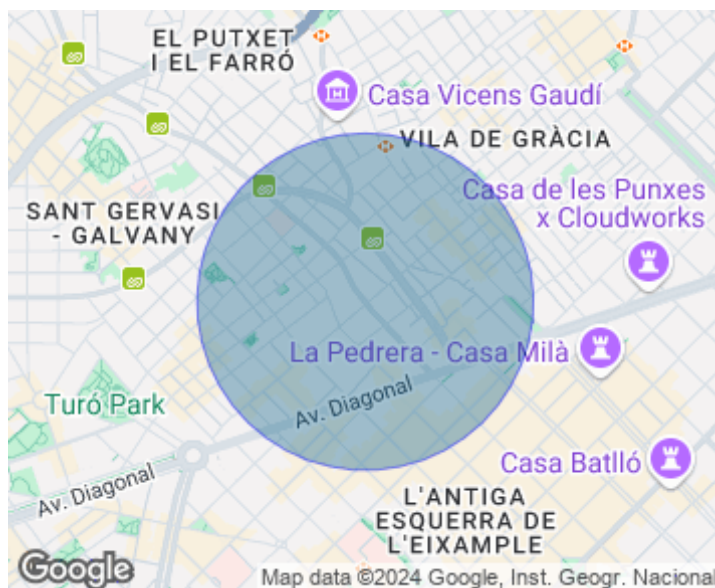 EL PUTXET
I EL FARRÓ
Casa Vicens Gaudí
VILA DE GRÀCIA
Casa de les Punxes
x Cloudworks
SANT GERVASI
- GALVANY
La Pedrera - Casa Milà
Turó Park
Av. Diagonal
Casa Batlló
Av. Diagonal
L'ANTIGA
ESQUERRA DE
L'EIXAMPLE
Google
Map data ©2024 Google, Inst. Geogr. Nacional